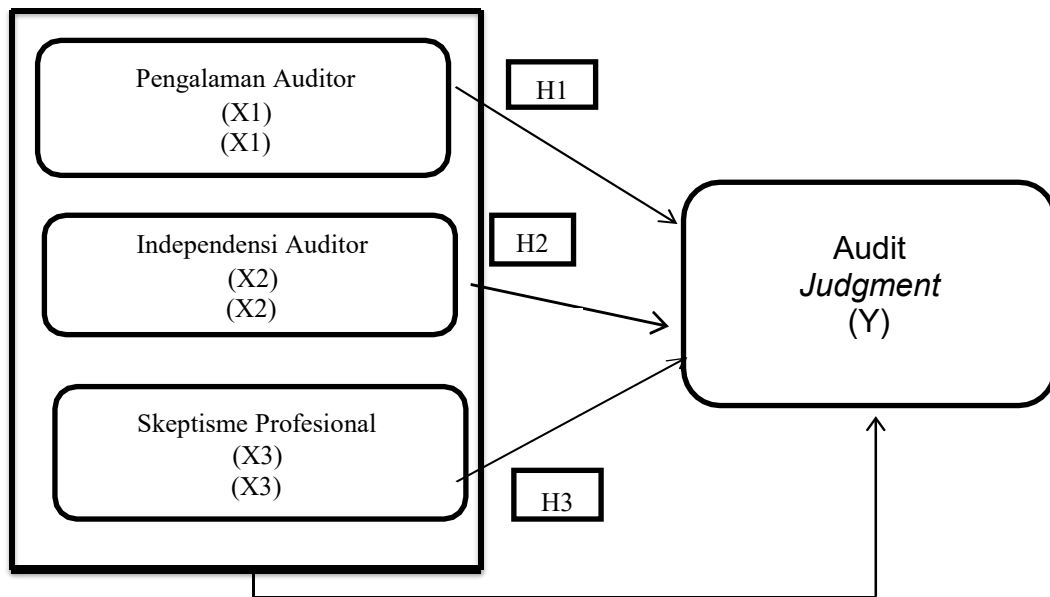 Pengalaman Auditor
(X1)
(X1)
H1
Independensi Auditor
(X2)
(X2)
H2
Audit
Judgment
(Y)
Skeptisme Profesional
(X3)
(X3)
H3